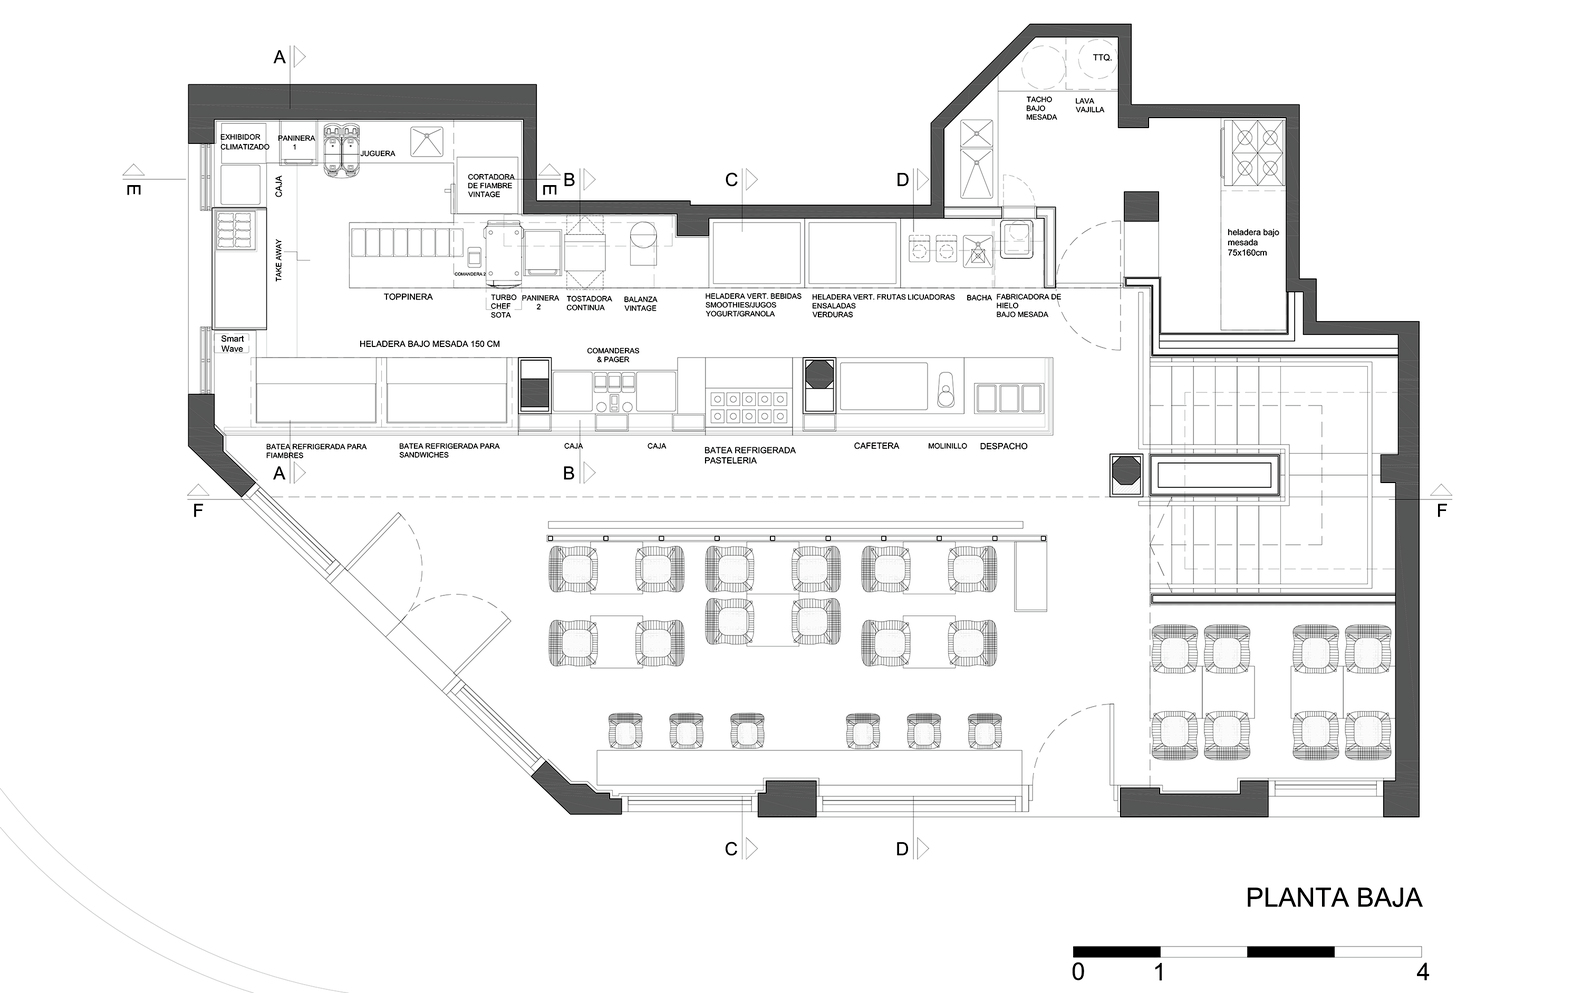 A
TTQ.
TACHO
BAJO
MESADA
LAVA
VAJILLA
EXHIBIDOR
CLIMATIZADO
PANINERA
1
JUGUERA
E
CAJA
CORTADORA
DE FIAMBRE
VINTAGE
E
B
C
D
TAKE AWAY
heladera bajo
mesada
75x160cm
COMANDERA 2
TOPPINERA
TURBO
CHEF
SOTA
PANINERA
2
TOSTADORA
CONTINUA
BALANZA
VINTAGE
HELADERA VERT. BEBIDAS
SMOOTHIES/JUGOS
YOGURT/GRANOLA
HELADERA VERT. FRUTAS
ENSALADAS
VERDURAS
LICUADORAS
BACHA
FABRICADORA DE
HIELO
BAJO MESADA
Smart
Wave
HELADERA BAJO MESADA 150 CM
COMANDERAS
& PAGER
BATEA REFRIGERADA PARA
FIAMBRES
BATEA REFRIGERADA PARA
SANDWICHES
CAJA
CAJA
BATEA REFRIGERADA
PASTELERIA
CAFETERA
MOLINILLO
DESPACHO
A
B
F
F
C
D
PLANTA BAJA
0
1
4